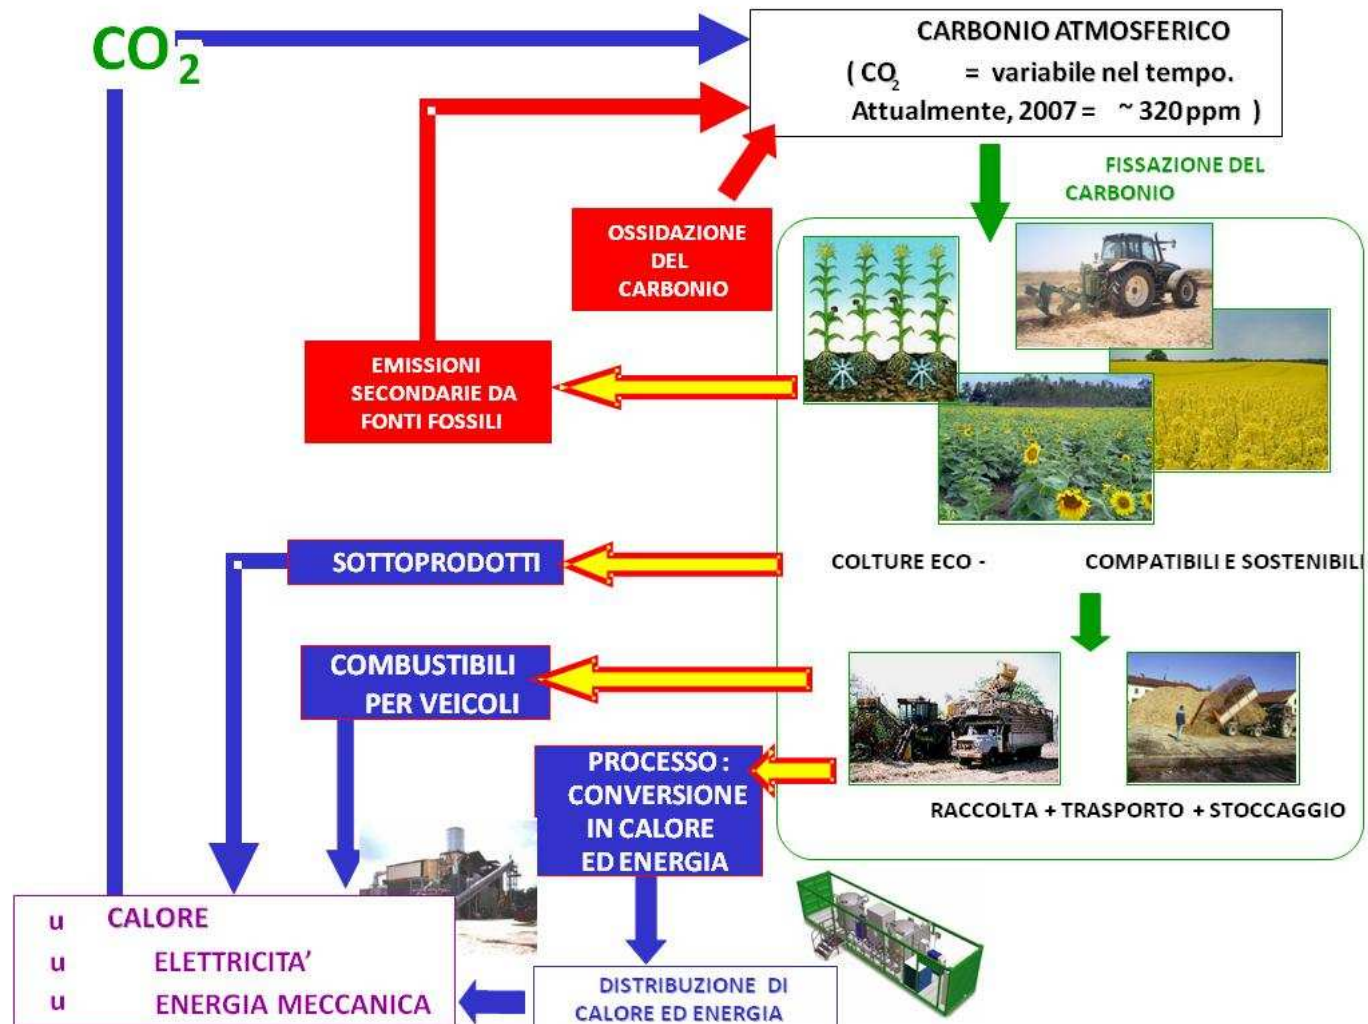 CO2
CARBONIO ATMOSFERICO
( CO2 = variabile nel tempo.
Attualmente, 2007 = ~ 320 ppm )
FISSAZIONE DEL
CARBONIO
OSSIDAZIONE
DEL
CARBONIO
EMISSIONI
SECONDARIE DA
FONTI FOSSILI
SOTTOPRODOTTI
COLTURE ECO - COMPATIBILI E SOSTENIBILI
COMBUSTIBILI
PER VEICOLI
PROCESSO :
CONVERSIONE
IN CALORE
ED ENERGIA
RACCOLTA + TRASPORTO + STOCCAGGIO
u CALORE
u ELETTRICITA’
u ENERGIA MECCANICA
DISTRIBUZIONE DI
CALORE ED ENERGIA